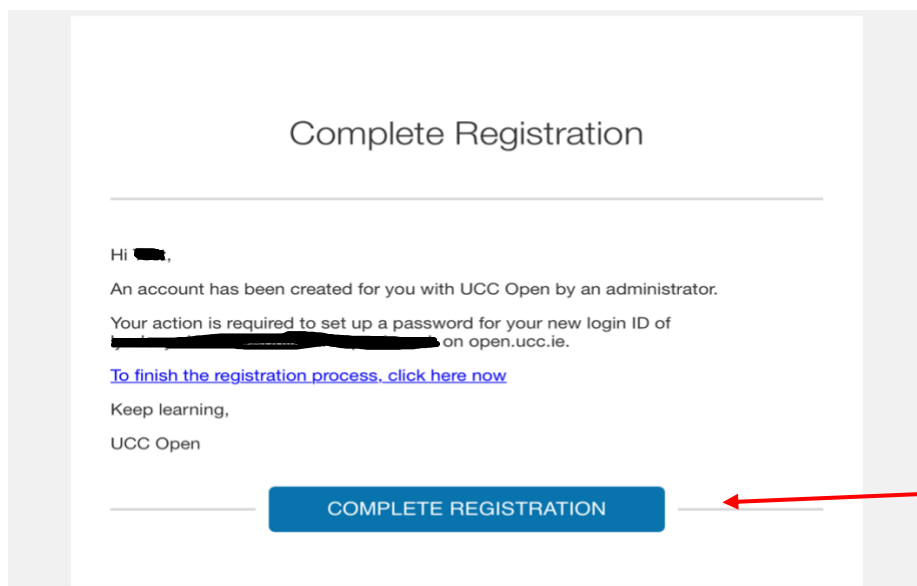 Complete Registration
Hi ,
An account has been created for you with UCC Open by an administrator.
Your action is required to set up a password for your new login ID of
on open.ucc.ie.
To finish the registration process, click here now
Keep learning,
UCC Open
COMPLETE REGISTRATION